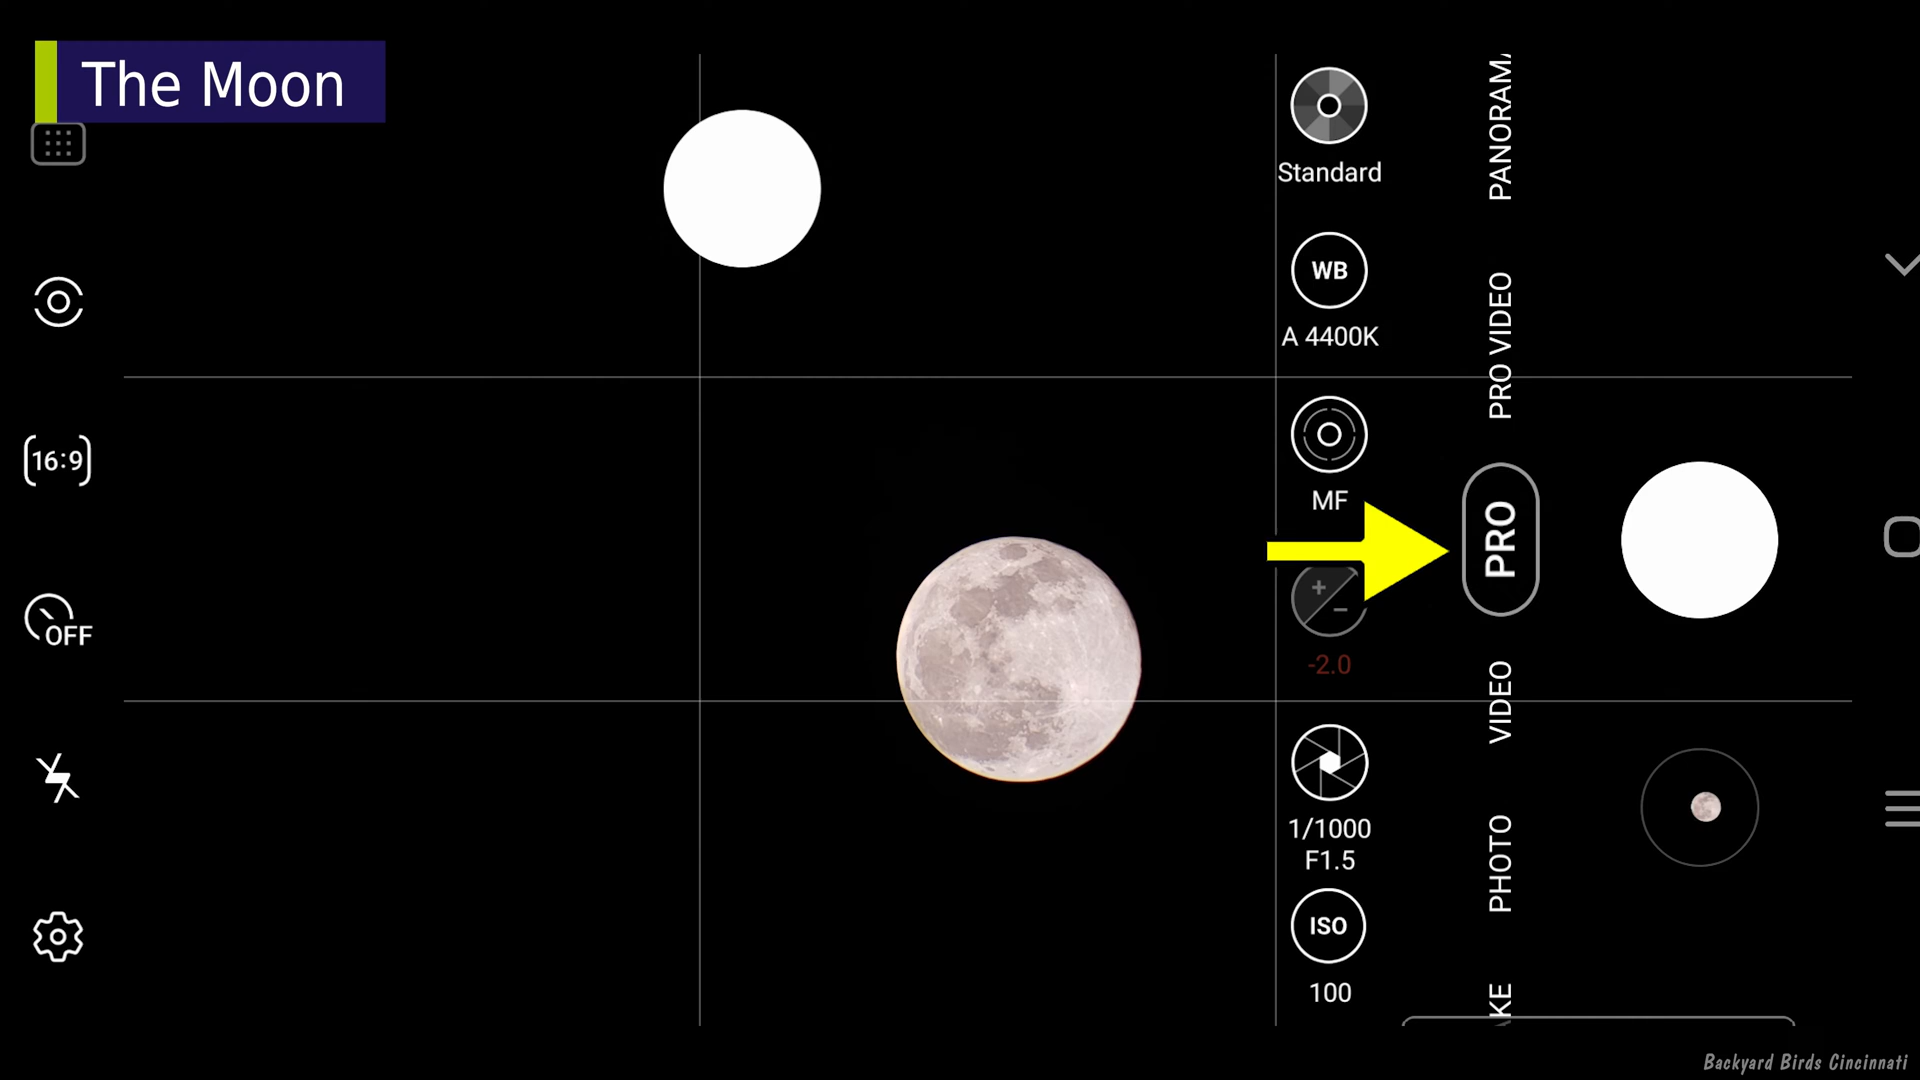 The Moon
Standard
WB
A 4400K
MF
+
-
-2.0
1/1000
F1.5
ISO
100
16:9
OFF
PANORAMA
PRO VIDEO
PRO
VIDEO
PHOTO
KE
Backyard Birds Cincinnati